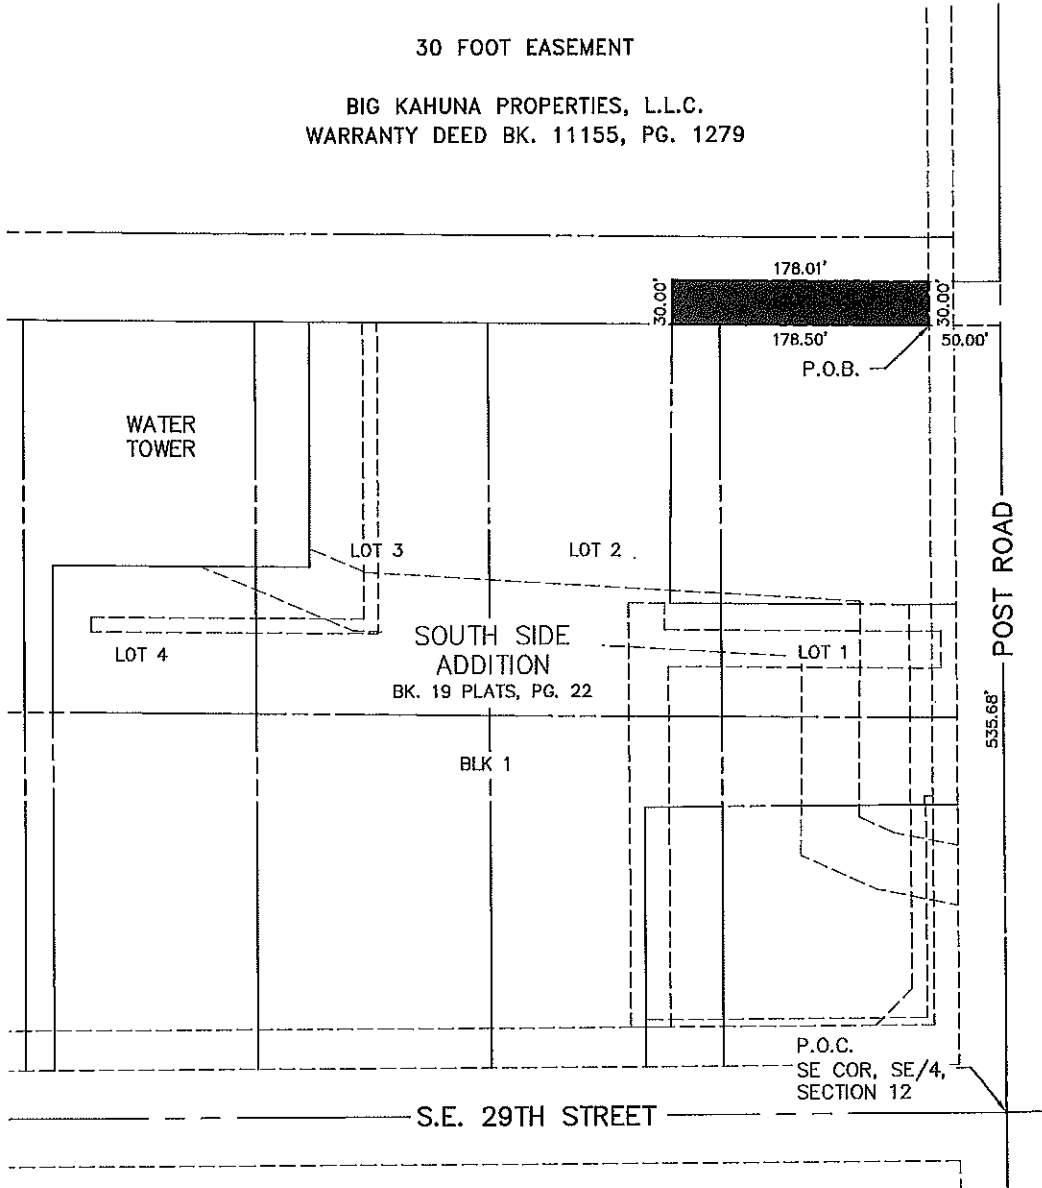 30 FOOT EASEMENT
BIG KAHUNA PROPERTIES, L.L.C.
WARRANTY DEED BK. 11155, PG. 1279
178.01'
30.00'
30.00'
178.50'
50.00'
P.O.B.
WATER
TOWER
LOT 3
LOT 2
POST ROAD
SOUTH SIDE
ADDITION
BK. 19 PLATS, PG. 22
LOT 4
LOT 1
535.68'
BLK 1
P.O.C.
SE COR, SE/4,
SECTION 12
S.E. 29TH STREET